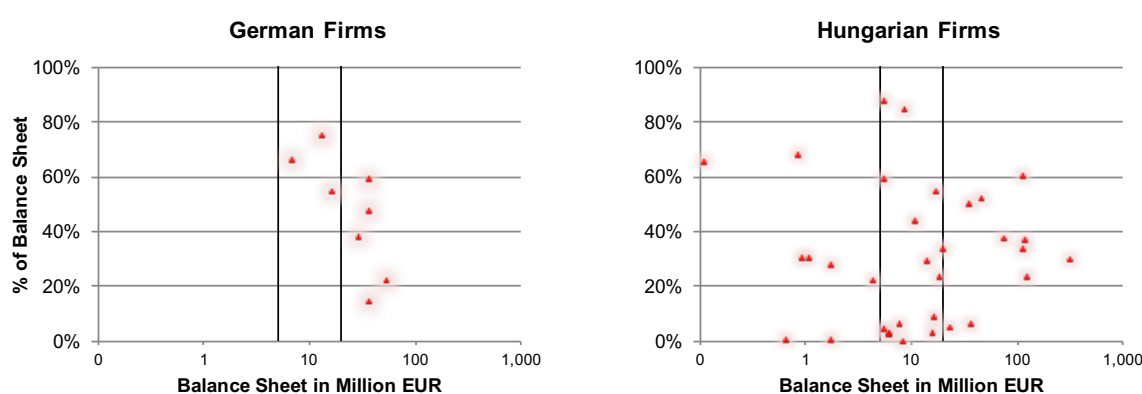 German Firms
% of Balance Sheet
100%
80%
60%
40%
20%
0%
0 1 10 100 1,000
Balance Sheet in Million EUR
Hungarian Firms
100%
80%
60%
40%
20%
0%
0 1 10 100 1,000
Balance Sheet in Million EUR